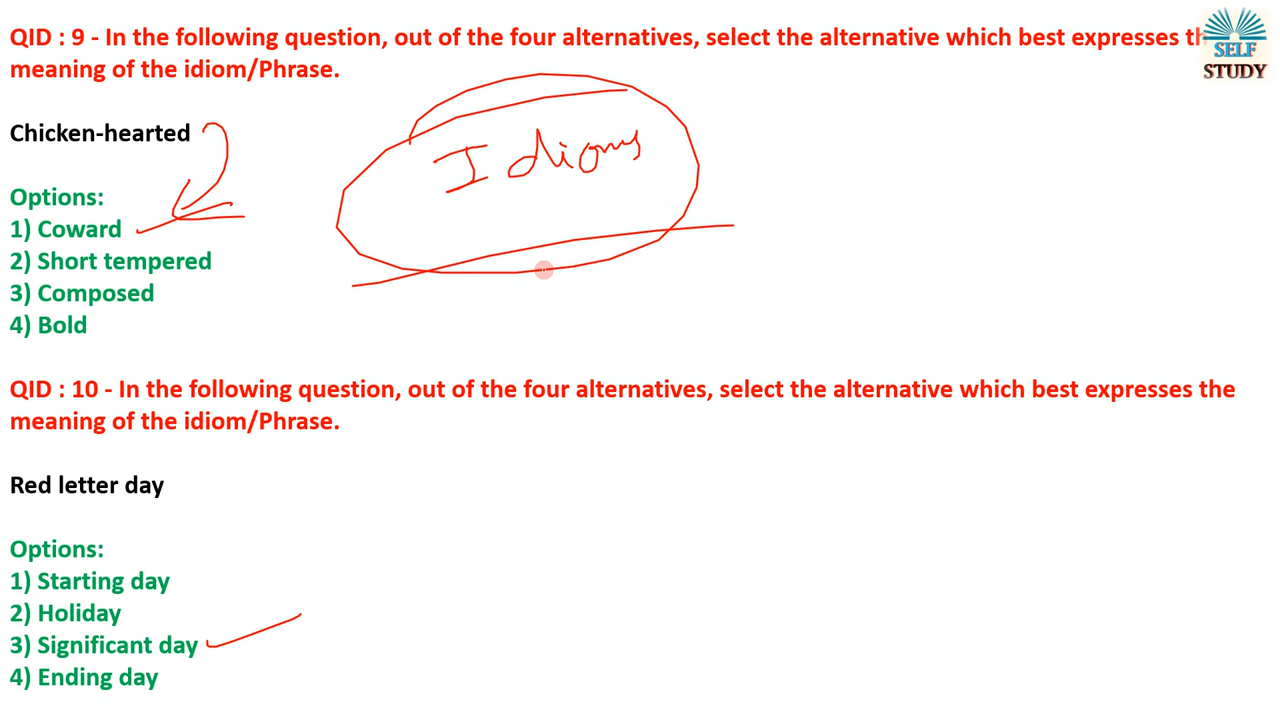 QID : 9 - In the following question, out of the four alternatives, select the alternative which best expresses
meaning of the idiom/Phrase.
SELF
STUDY
Chicken-hearted
Idioms
Options:
1) Coward
2) Short tempered
3) Composed
4) Bold
QID : 10 - In the following question, out of the four alternatives, select the alternative which best expresses the
meaning of the idiom/Phrase.
Red letter day
Options:
1) Starting day
2) Holiday
3) Significant day
4) Ending day